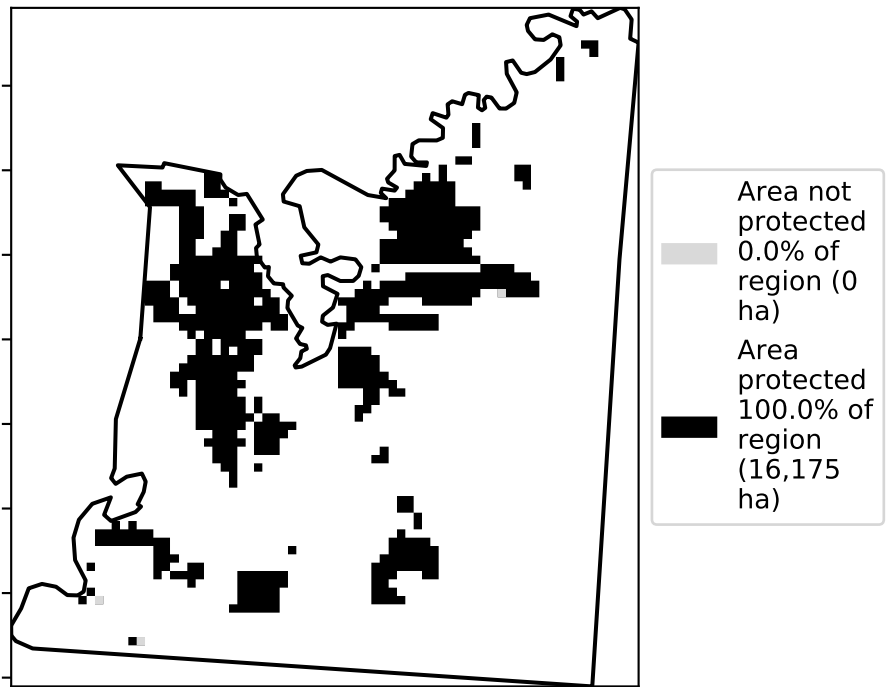 Area not
protected
0.0% of
region (0
ha)
Area
protected
100.0% of
region
(16,175
ha)